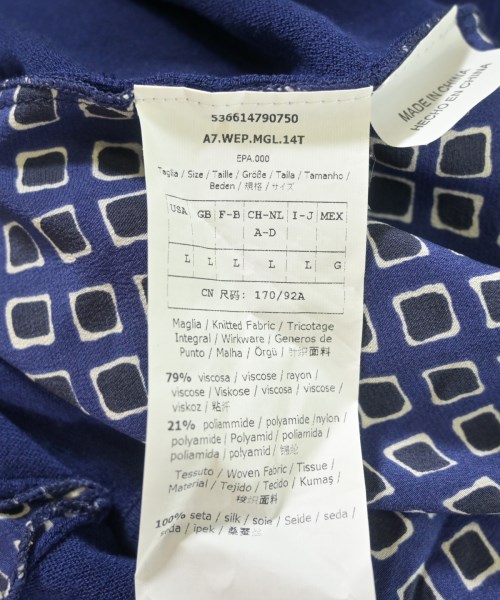 536614790750
A7.WEP.MGL.14T
EPA.000
Taglia / Size / Taille / Größe / Talla / Tamanho /
Beden / 规格 / サイズ
USA GB F-B CH-NL I-J MEX
A-D
L L L L L G
CN 尺码: 170/92A
Maglia / Knitted Fabric / Tricotage
Integral / Wirkware / Generos de
Punto / Malha / Örgü / 针织面料
79% viscosa / viscose / rayon /
viscose / Viskose / viscosa / viscose /
viskoz / 粘纤
21% poliammide / polyamide /nylon /
polyamide / Polyamid / poliamida /
poliamida / polyamid / 锦纶
Tessuto / Woven Fabric / Tissue /
Material / Tejido / Tecido / Kumaş /
梭织面料
100% seta / silk / soie / Seide / seda /
seda / ipek / 桑蚕丝
MADE IN CHINA
HECHO EN CHINA